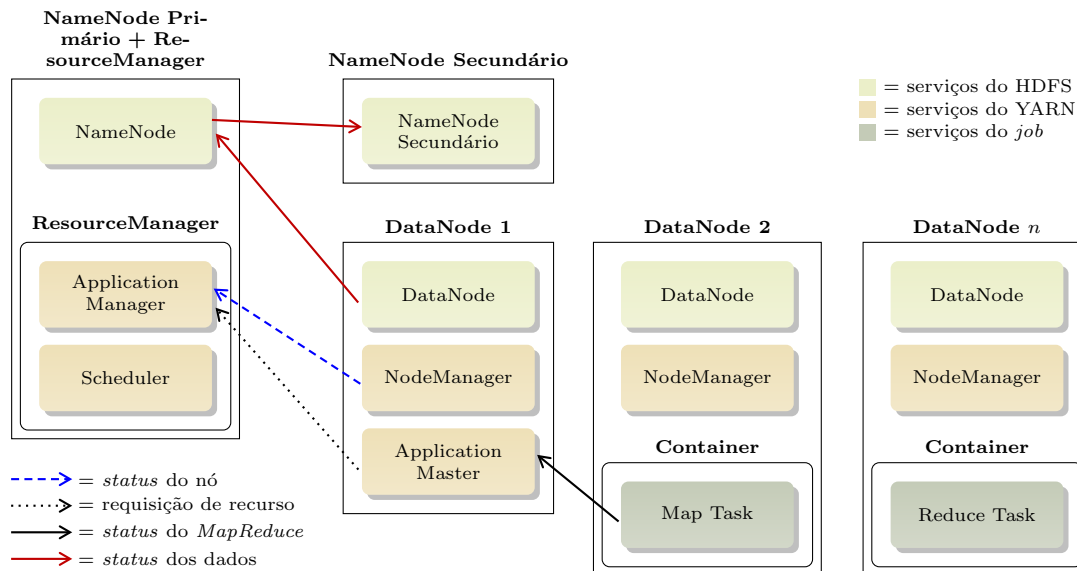 NameNode Pri-
mário + Re-
sourceManager
NameNode
ResourceManager
Application
Manager
Scheduler
NameNode Secundário
NameNode
Secundário
= serviços do HDFS
= serviços do YARN
= serviços do job
DataNode 1
DataNode
NodeManager
Application
Master
DataNode 2
DataNode
NodeManager
Container
Map Task
DataNode n
DataNode
NodeManager
Container
Reduce Task
= status do nó
= requisição de recurso
= status do MapReduce
= status dos dados